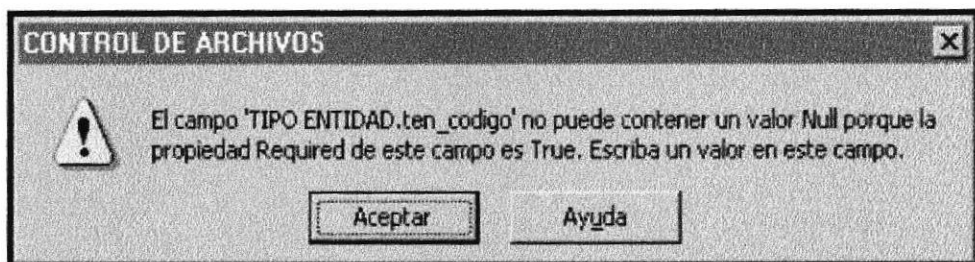 CONTROL DE ARCHIVOS
El campo 'TIPO ENTIDAD.ten_codigo' no puede contener un valor Null porque la
propiedad Required de este campo es True. Escriba un valor en este campo.
Aceptar
Ayuda